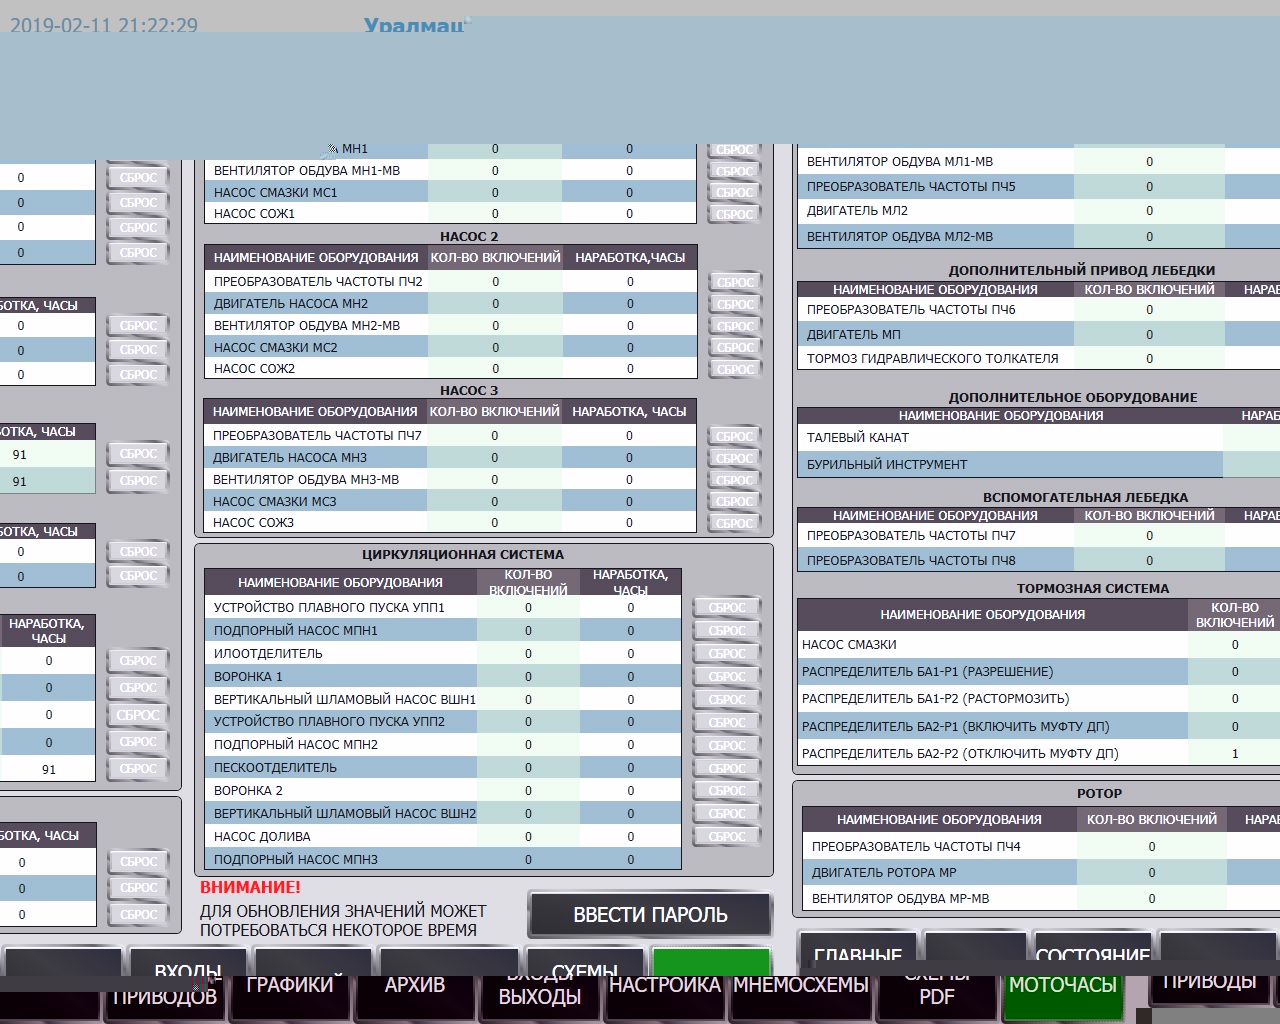 2019-02-11 21:22:29
Уралмаш
МН1 0 0 СБРОС
ВЕНТИЛЯТОР ОБДУВА МН1-МВ 0 0 СБРОС
НАСОС СМАЗКИ МС1 0 0 СБРОС
НАСОС СОЖ1 0 0 СБРОС
НАСОС 2
НАИМЕНОВАНИЕ ОБОРУДОВАНИЯ КОЛ-ВО ВКЛЮЧЕНИЙ НАРАБОТКА,ЧАСЫ
ПРЕОБРАЗОВАТЕЛЬ ЧАСТОТЫ ПЧ2 0 0 СБРОС
ДВИГАТЕЛЬ НАСОСА МН2 0 0 СБРОС
ВЕНТИЛЯТОР ОБДУВА МН2-МВ 0 0 СБРОС
НАСОС СМАЗКИ МС2 0 0 СБРОС
НАСОС СОЖ2 0 0 СБРОС
НАСОС 3
НАИМЕНОВАНИЕ ОБОРУДОВАНИЯ КОЛ-ВО ВКЛЮЧЕНИЙ НАРАБОТКА, ЧАСЫ
ПРЕОБРАЗОВАТЕЛЬ ЧАСТОТЫ ПЧ7 0 0 СБРОС
ДВИГАТЕЛЬ НАСОСА МН3 0 0 СБРОС
ВЕНТИЛЯТОР ОБДУВА МН3-МВ 0 0 СБРОС
НАСОС СМАЗКИ МС3 0 0 СБРОС
НАСОС СОЖ3 0 0 СБРОС
ЦИРКУЛЯЦИОННАЯ СИСТЕМА
НАИМЕНОВАНИЕ ОБОРУДОВАНИЯ КОЛ-ВО ВКЛЮЧЕНИЙ НАРАБОТКА, ЧАСЫ
УСТРОЙСТВО ПЛАВНОГО ПУСКА УПП1 0 0 СБРОС
ПОДПОРНЫЙ НАСОС МПН1 0 0 СБРОС
ИЛООТДЕЛИТЕЛЬ 0 0 СБРОС
ВОРОНКА 1 0 0 СБРОС
ВЕРТИКАЛЬНЫЙ ШЛАМОВЫЙ НАСОС ВШН1 0 0 СБРОС
УСТРОЙСТВО ПЛАВНОГО ПУСКА УПП2 0 0 СБРОС
ПОДПОРНЫЙ НАСОС МПН2 0 0 СБРОС
ПЕСКООТДЕЛИТЕЛЬ 0 0 СБРОС
ВОРОНКА 2 0 0 СБРОС
ВЕРТИКАЛЬНЫЙ ШЛАМОВЫЙ НАСОС ВШН2 0 0 СБРОС
НАСОС ДОЛИВА 0 0 СБРОС
ПОДПОРНЫЙ НАСОС МПН3 0 0
ВНИМАНИЕ!
ДЛЯ ОБНОВЛЕНИЯ ЗНАЧЕНИЙ МОЖЕТ
ПОТРЕБОВАТЬСЯ НЕКОТОРОЕ ВРЕМЯ
ВВЕСТИ ПАРОЛЬ
0 СБРОС
0 СБРОС
0 СБРОС
0 СБРОС
ЧАСЫ
0 СБРОС
0 СБРОС
0 СБРОС
ЧАСЫ
91 СБРОС
91 СБРОС
ЧАСЫ
0 СБРОС
0 СБРОС
НАРАБОТКА,
ЧАСЫ
0 СБРОС
0 СБРОС
0 СБРОС
0 СБРОС
91 СБРОС
ЧАСЫ
0 СБРОС
0 СБРОС
0 СБРОС
ВЕНТИЛЯТОР ОБДУВА МЛ1-МВ 0
ПРЕОБРАЗОВАТЕЛЬ ЧАСТОТЫ ПЧ5 0
ДВИГАТЕЛЬ МЛ2 0
ВЕНТИЛЯТОР ОБДУВА МЛ2-МВ 0
ДОПОЛНИТЕЛЬНЫЙ ПРИВОД ЛЕБЕДКИ
НАИМЕНОВАНИЕ ОБОРУДОВАНИЯ КОЛ-ВО ВКЛЮЧЕНИЙ
ПРЕОБРАЗОВАТЕЛЬ ЧАСТОТЫ ПЧ6 0
ДВИГАТЕЛЬ МП 0
ТОРМОЗ ГИДРАВЛИЧЕСКОГО ТОЛКАТЕЛЯ 0
ДОПОЛНИТЕЛЬНОЕ ОБОРУДОВАНИЕ
НАИМЕНОВАНИЕ ОБОРУДОВАНИЯ
ТАЛЕВЫЙ КАНАТ
БУРИЛЬНЫЙ ИНСТРУМЕНТ
ВСПОМОГАТЕЛЬНАЯ ЛЕБЕДКА
НАИМЕНОВАНИЕ ОБОРУДОВАНИЯ КОЛ-ВО ВКЛЮЧЕНИЙ
ПРЕОБРАЗОВАТЕЛЬ ЧАСТОТЫ ПЧ7 0
ПРЕОБРАЗОВАТЕЛЬ ЧАСТОТЫ ПЧ8 0
ТОРМОЗНАЯ СИСТЕМА
НАИМЕНОВАНИЕ ОБОРУДОВАНИЯ КОЛ-ВО ВКЛЮЧЕНИЙ
НАСОС СМАЗКИ 0
РАСПРЕДЕЛИТЕЛЬ БА1-Р1 (РАЗРЕШЕНИЕ) 0
РАСПРЕДЕЛИТЕЛЬ БА1-Р2 (РАСТОРМОЗИТЬ) 0
РАСПРЕДЕЛИТЕЛЬ БА2-Р1 (ВКЛЮЧИТЬ МУФТУ ДП) 0
РАСПРЕДЕЛИТЕЛЬ БА2-Р2 (ОТКЛЮЧИТЬ МУФТУ ДП) 1
РОТОР
НАИМЕНОВАНИЕ ОБОРУДОВАНИЯ КОЛ-ВО ВКЛЮЧЕНИЙ
ПРЕОБРАЗОВАТЕЛЬ ЧАСТОТЫ ПЧ4 0
ДВИГАТЕЛЬ РОТОРА МР 0
ВЕНТИЛЯТОР ОБДУВА МР-МВ 0
ВХОДЫ СХЕМЫ ГЛАВНЫЕ СОСТОЯНИЕ
ПРИВОДОВ ГРАФИКИ АРХИВ ВХОДЫ ВЫХОДЫ НАСТРОЙКА МНЕМОСХЕМЫ СХЕМЫ PDF МОТОЧАСЫ ПРИВОДЫ